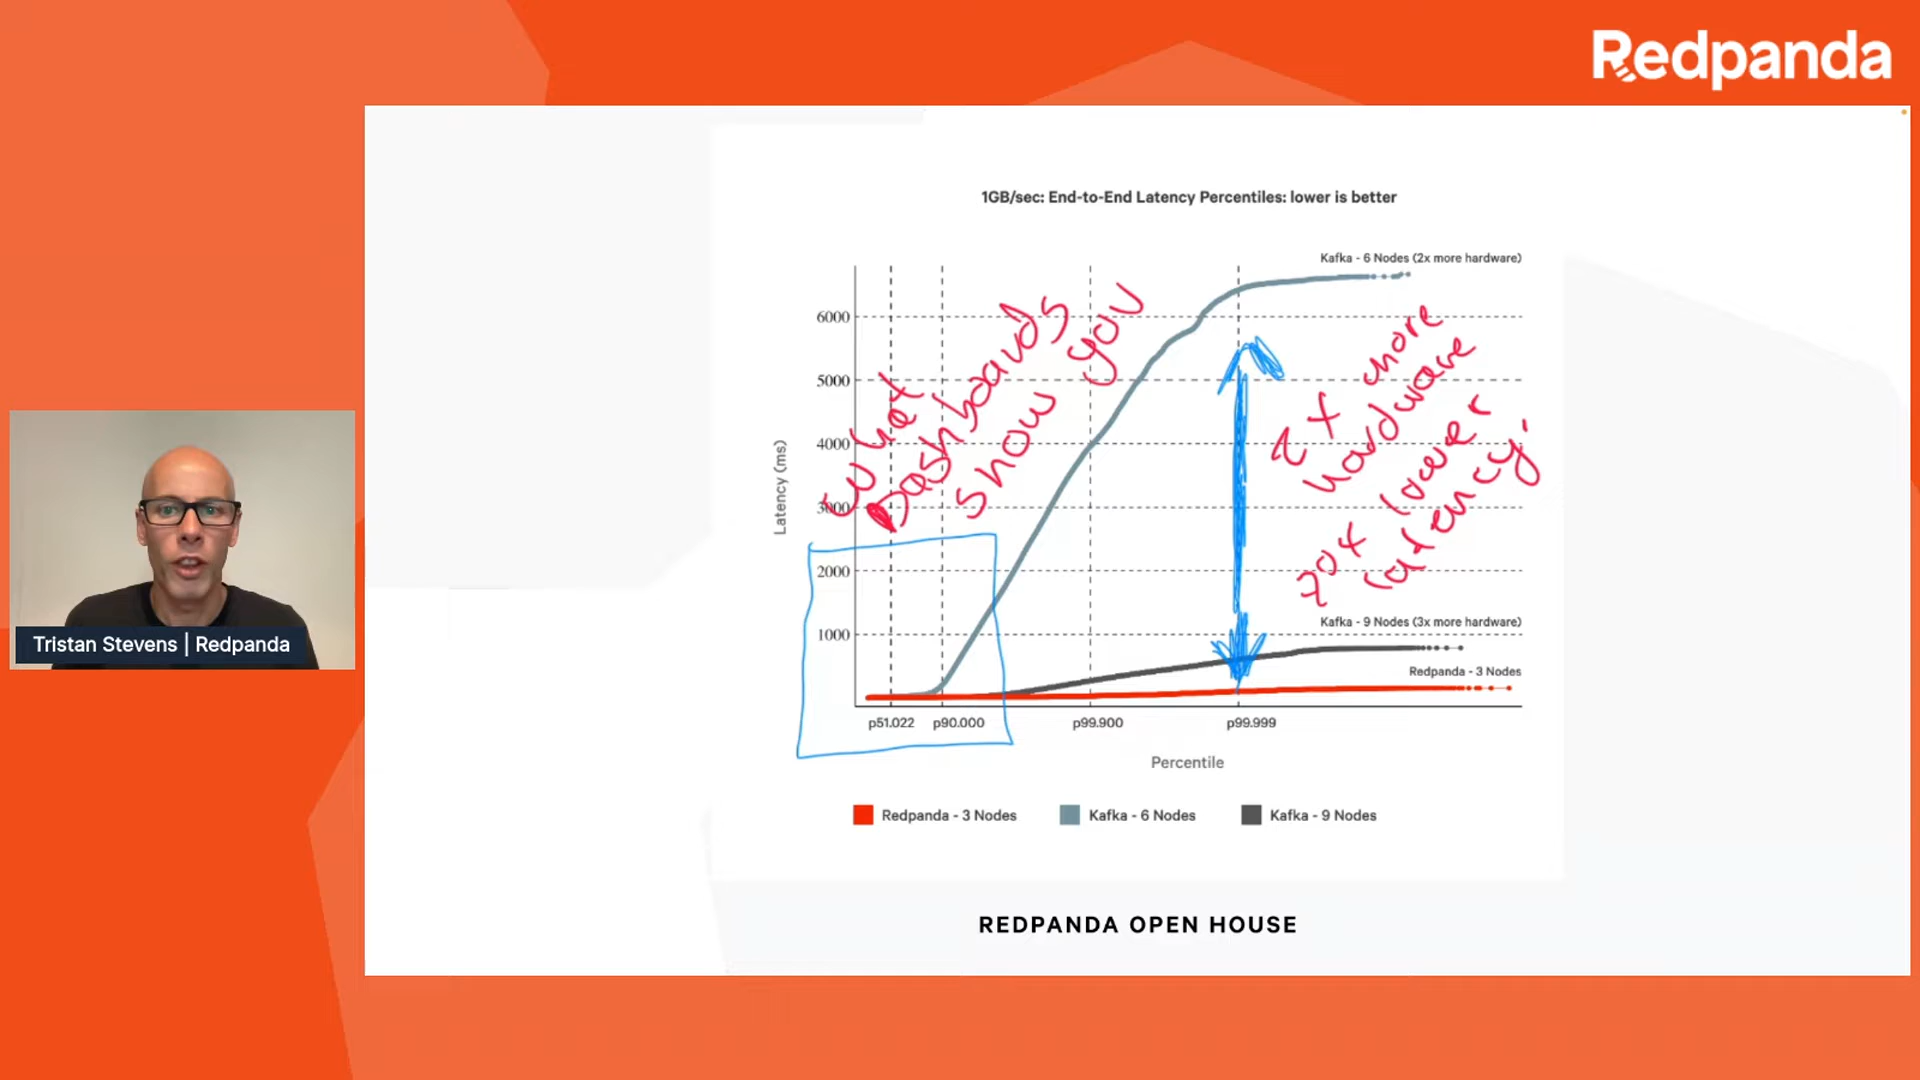 Redpanda
1GB/sec: End-to-End Latency Percentiles: lower is better
Kafka - 6 Nodes (2x more hardware)
6000
5000
4000
3000
2000
1000
Latency (ms)
What
Dashboards
show you
2x more
hardware
70x lower
latency.
Kafka - 9 Nodes (3x more hardware)
Redpanda - 3 Nodes
p51.022
p90.000
p99.900
p99.999
Percentile
Redpanda - 3 Nodes
Kafka - 6 Nodes
Kafka - 9 Nodes
REDPANDA OPEN HOUSE
Tristan Stevens | Redpanda